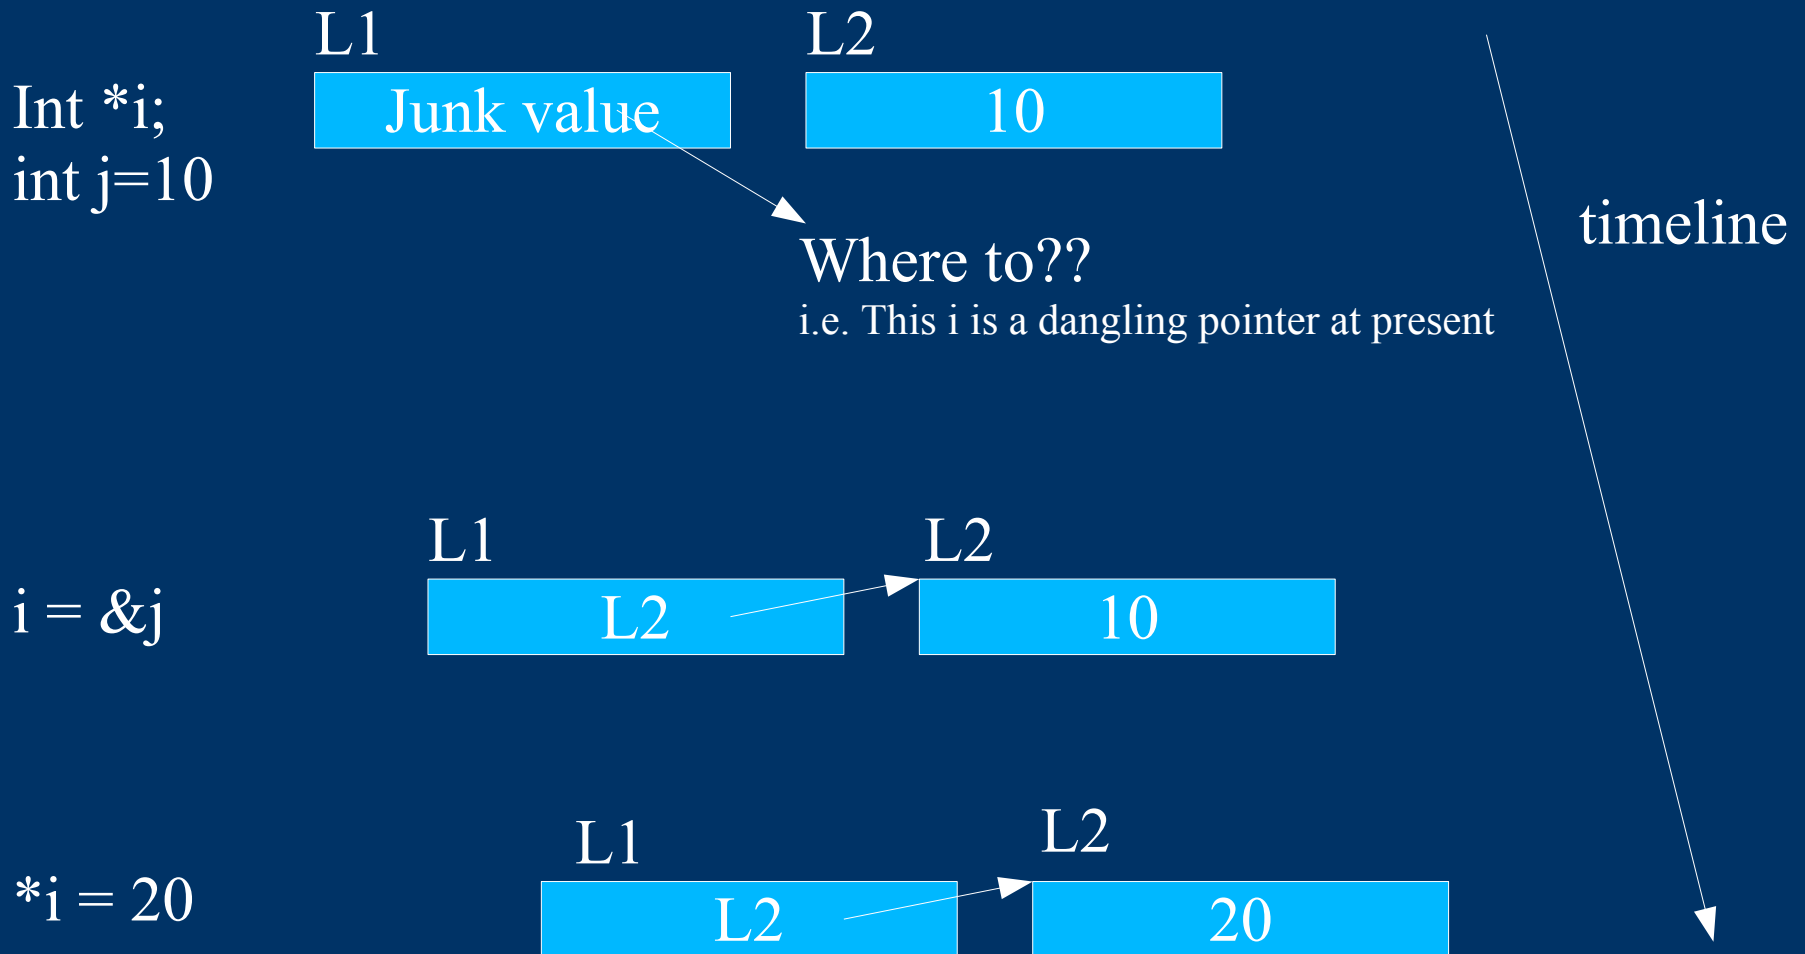 L1 L2
Int *i; Junk value 10
int j=10
timeline
Where to??
i.e. This i is a dangling pointer at present
L1 L2
i = &j L2 10
L1 L2
*i = 20 L2 20